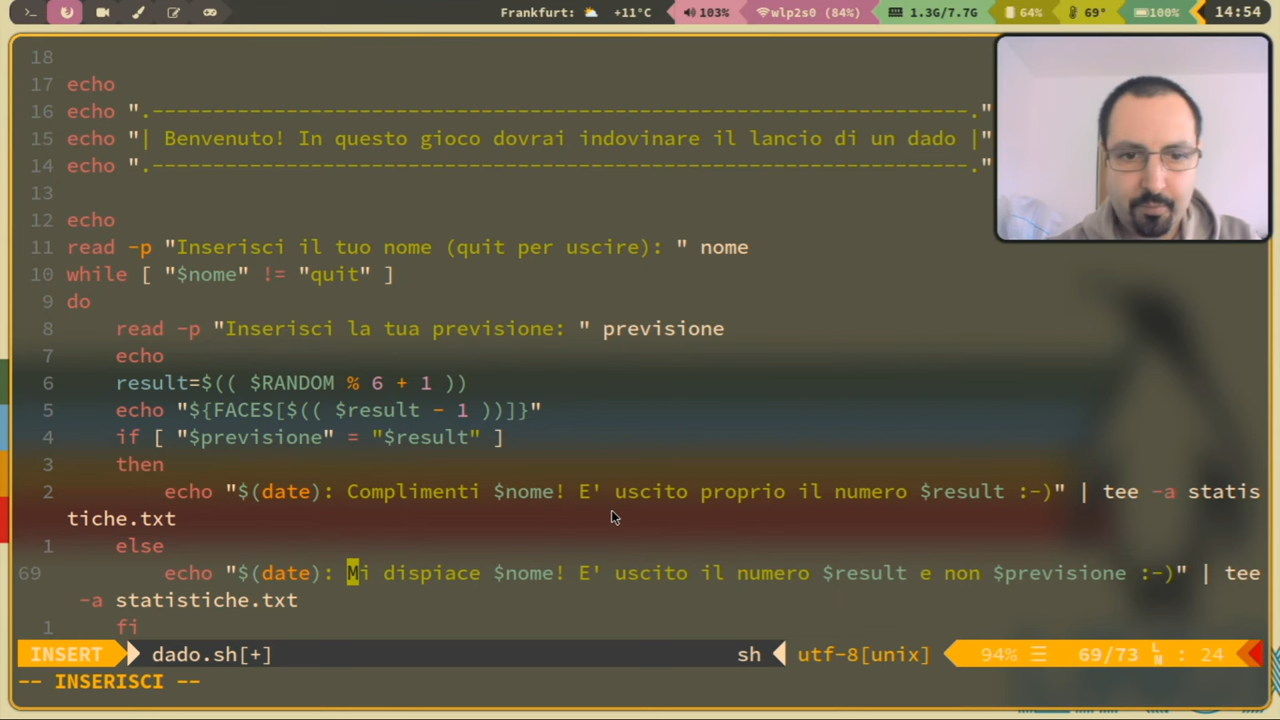 Frankfurt: +11°C 103% wlp2s0 (84%) 1.3G/7.7G 64% 69° 100% 14:54
18
17 echo
16 echo ".--------------------------------------------------------------------."
15 echo "| Benvenuto! In questo gioco dovrai indovinare il lancio di un dado |"
14 echo ".--------------------------------------------------------------------."
13
12 echo
11 read -p "Inserisci il tuo nome (quit per uscire): " nome
10 while [ "$nome" != "quit" ]
9 do
8 read -p "Inserisci la tua previsione: " previsione
7 echo
6 result=$(( $RANDOM % 6 + 1 ))
5 echo "${FACES[$(( $result - 1 ))]}"
4 if [ "$previsione" = "$result" ]
3 then
2 echo "$(date): Complimenti $nome! E' uscito proprio il numero $result :-)" | tee -a statis
tiche.txt
1 else
69 echo "$(date): Mi dispiace $nome! E' uscito il numero $result e non $previsione :-)" | tee
-a statistiche.txt
1 fi
INSERT dado.sh[+] sh utf-8[unix] 94% ☰ 69/73 LN : 24
-- INSERISCI --